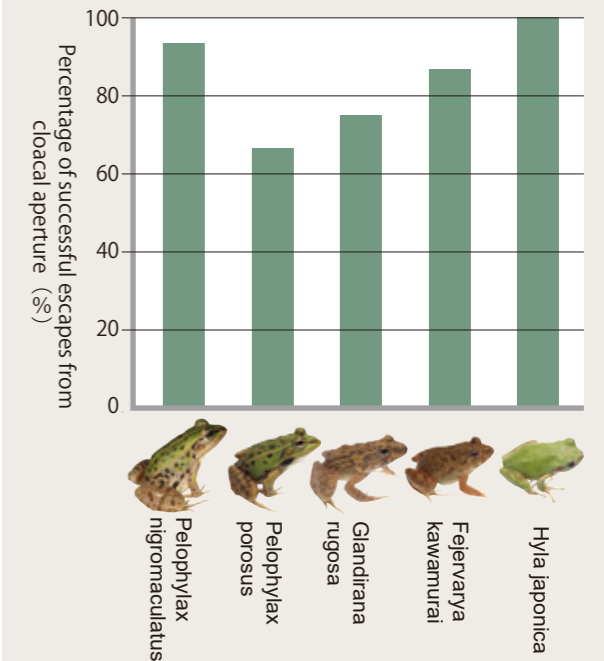 Percentage of successful escapes from
cloacal aperture (%)
100
80
60
40
20
0
Pelophylax
nigromaculatus
Pelophylax
porosus
Glandirana
rugosa
Fejervarya
kawamurai
Hyla japonica